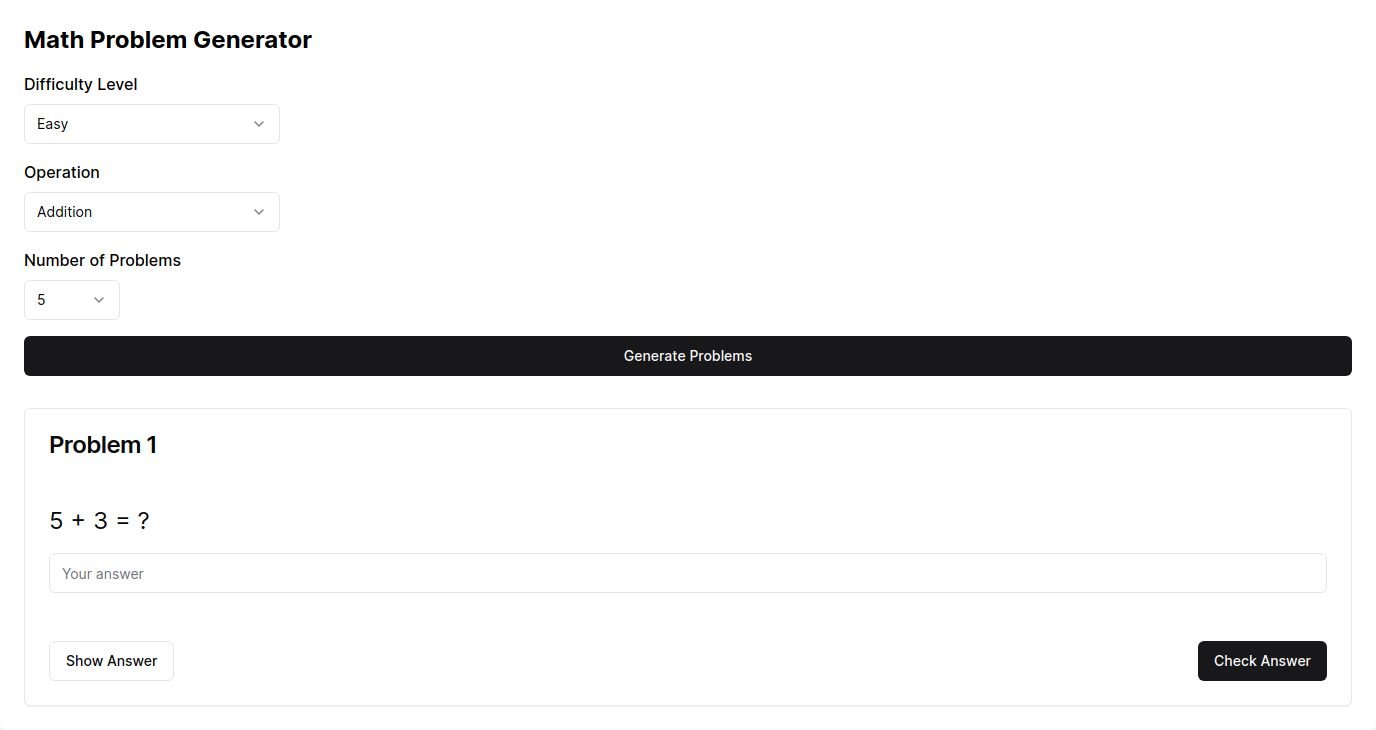 Math Problem Generator
Difficulty Level
Easy
Operation
Addition
Number of Problems
5
Generate Problems
Problem 1
5 + 3 = ?
Your answer
Show Answer
Check Answer